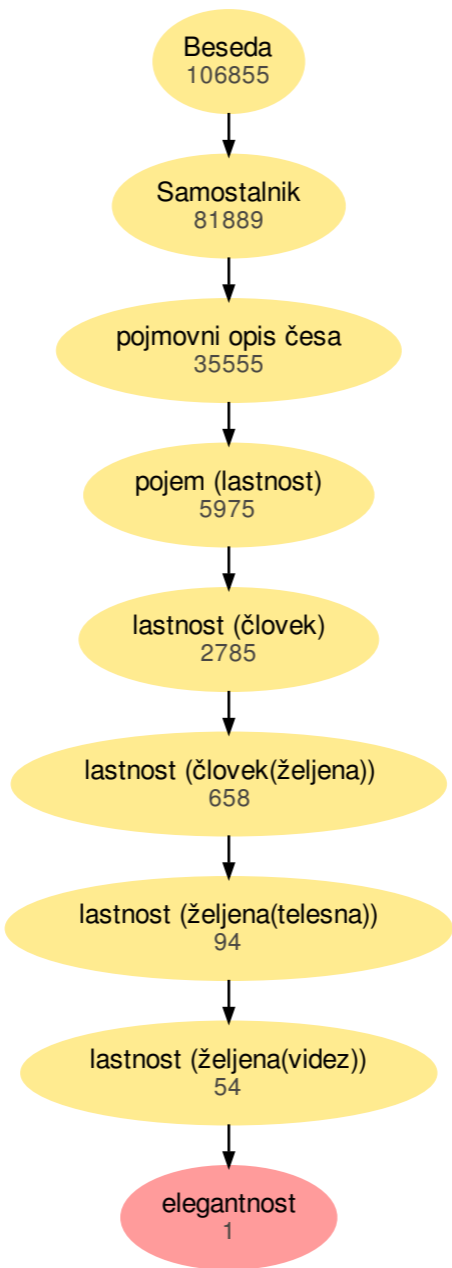 Beseda
106855
Samostalnik
81889
pojmovni opis česa
35555
pojem (lastnost)
5975
lastnost (človek)
2785
lastnost (človek(željena))
658
lastnost (željena(telesna))
94
lastnost (željena(videz))
54
elegantnost
1